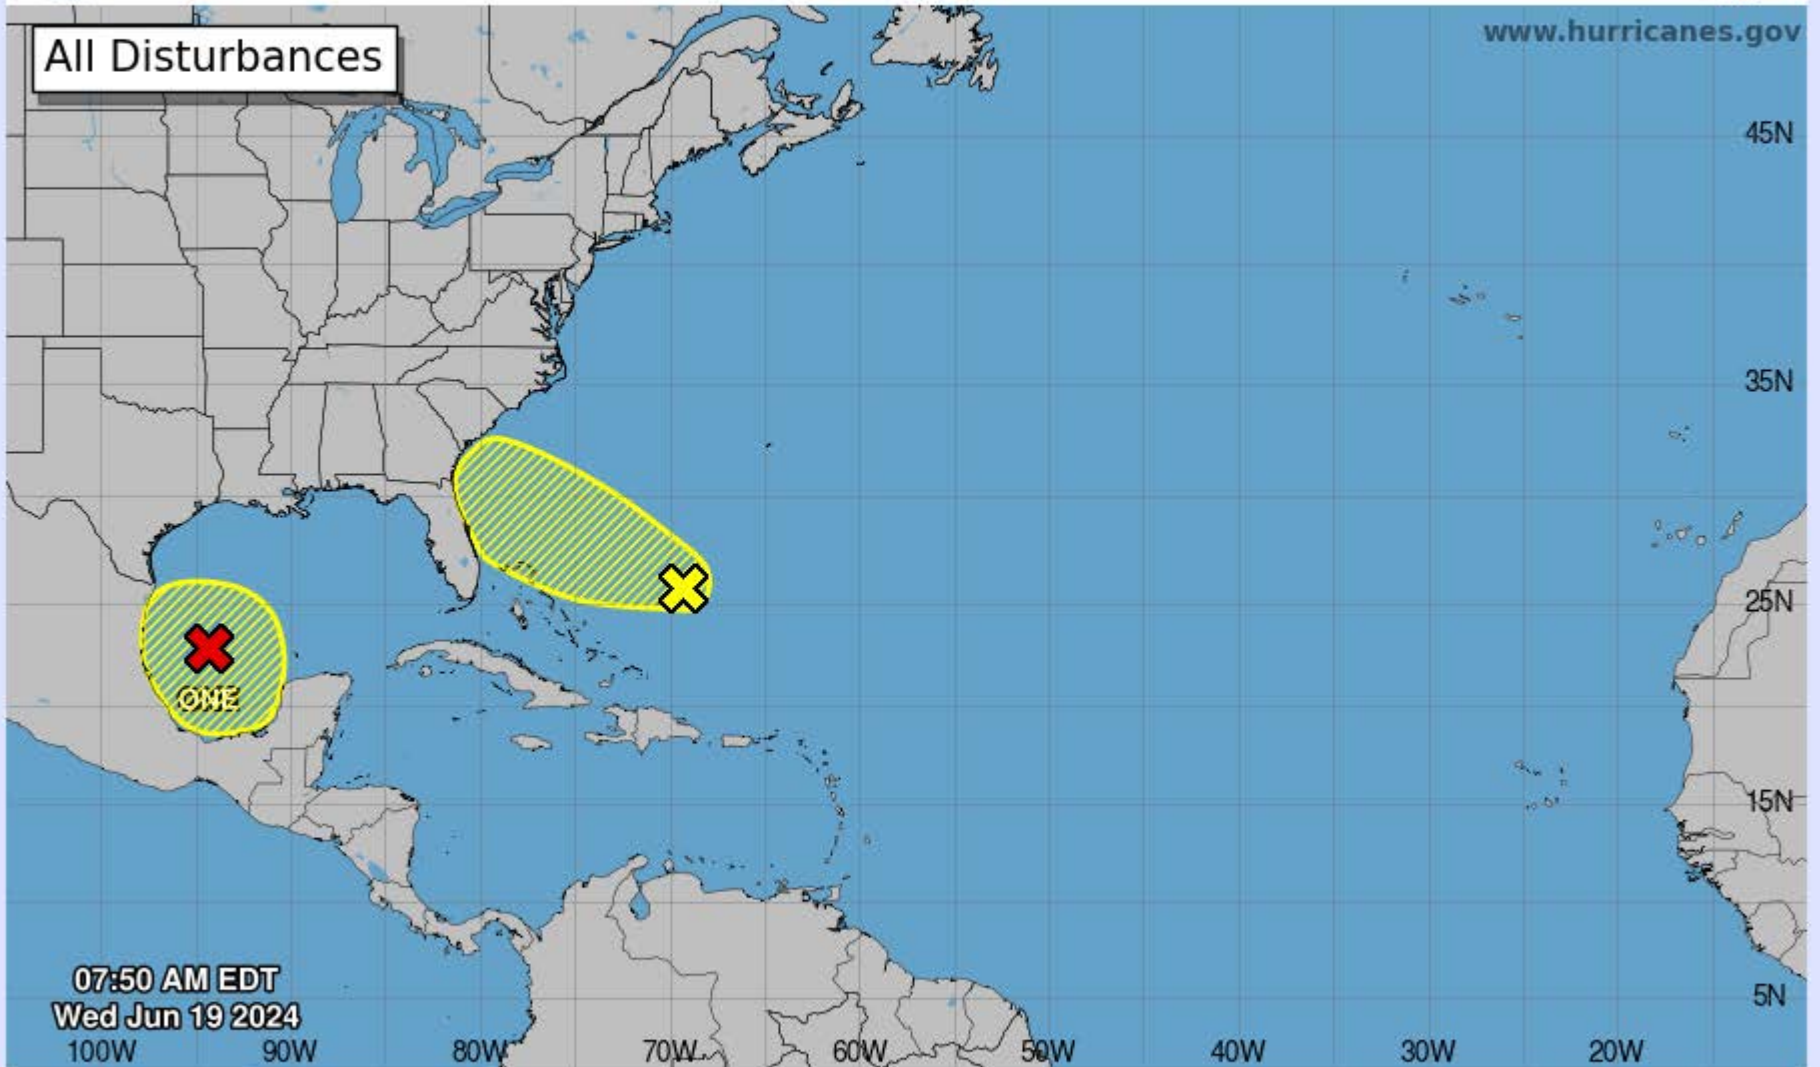 All Disturbances
www.hurricanes.gov
45N
35N
25N
ONE
15N
07:50 AM EDT
5N
Wed Jun 19 2024
100W 90W 80W 70W 60W 50W 40W 30W 20W